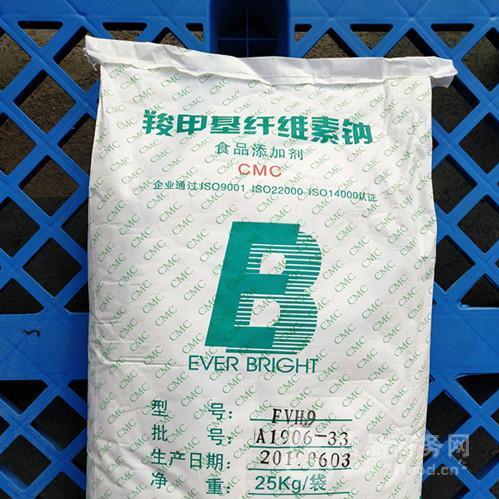 羧甲基纤维素钠
食品添加剂
CMC
企业通过ISO9001 ISO22000 ISO14000认证
EB
EVER BRIGHT
型 号: FVH9
批 号: A1906-33
生产日期: 20190603
净 重: 25Kg/袋